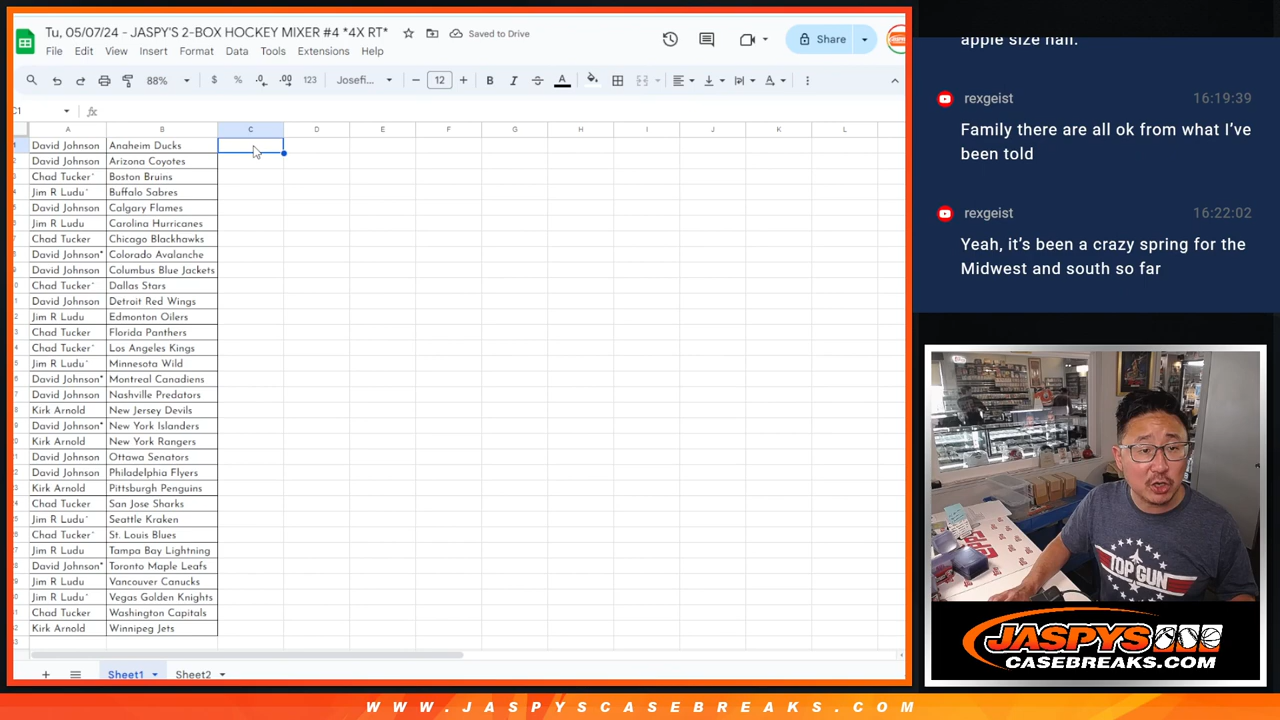 Tu, 05/07/24 - JASPY'S 2-BOX HOCKEY MIXER #4 *4X RT*
Saved to Drive
Share
File Edit View Insert Format Data Tools Extensions Help
88% $ % .0 .00 123 Josefi... 12 B I A
C1 fx
A B C D E F G H I J K L
David Johnson Anaheim Ducks
David Johnson Arizona Coyotes
Chad Tucker* Boston Bruins
Jim R Ludu* Buffalo Sabres
David Johnson Calgary Flames
Jim R Ludu Carolina Hurricanes
Chad Tucker Chicago Blackhawks
David Johnson* Colorado Avalanche
David Johnson Columbus Blue Jackets
Chad Tucker* Dallas Stars
David Johnson Detroit Red Wings
Jim R Ludu Edmonton Oilers
Chad Tucker Florida Panthers
Chad Tucker* Los Angeles Kings
Jim R Ludu* Minnesota Wild
David Johnson* Montreal Canadiens
David Johnson Nashville Predators
Kirk Arnold New Jersey Devils
David Johnson* New York Islanders
Kirk Arnold New York Rangers
David Johnson Ottawa Senators
David Johnson Philadelphia Flyers
Kirk Arnold Pittsburgh Penguins
Chad Tucker San Jose Sharks
Jim R Ludu* Seattle Kraken
Chad Tucker* St. Louis Blues
Jim R Ludu Tampa Bay Lightning
David Johnson* Toronto Maple Leafs
Jim R Ludu Vancouver Canucks
Jim R Ludu* Vegas Golden Knights
Chad Tucker Washington Capitals
Kirk Arnold Winnipeg Jets
Sheet1 Sheet2
apple size hail.
rexgeist 16:19:39
Family there are all ok from what I've
been told
rexgeist 16:22:02
Yeah, it's been a crazy spring for the
Midwest and south so far
TOP GUN
JASPYS
CASEBREAKS.COM
WWW.JASPYSCASEBREAKS.COM